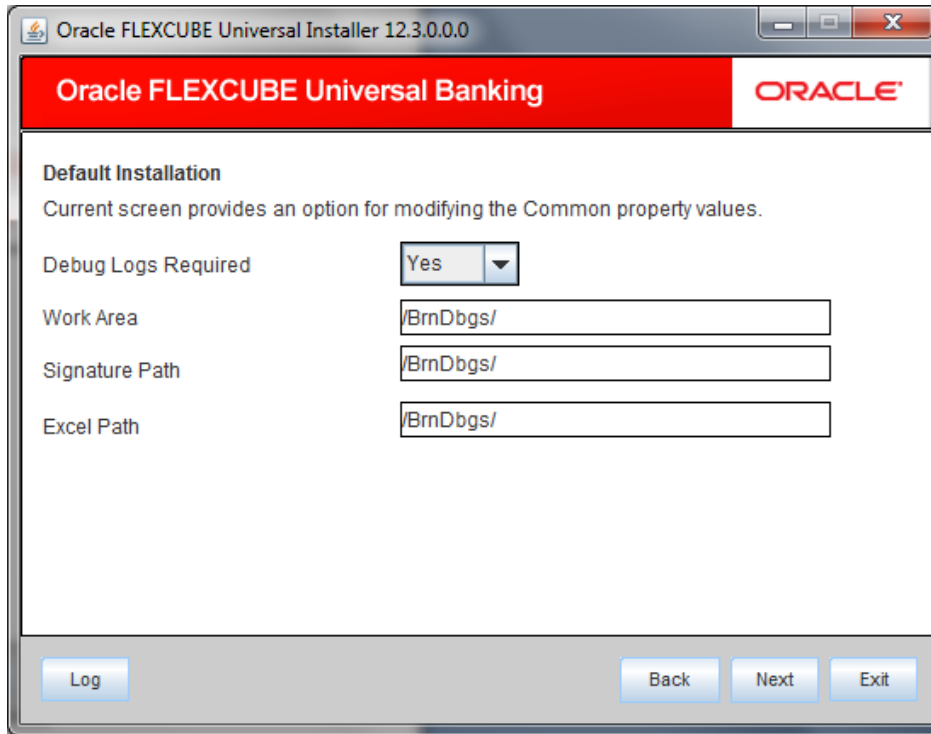 Oracle FLEXCUBE Universal Installer 12.3.0.0.0
Oracle FLEXCUBE Universal Banking
ORACLE
Default Installation
Current screen provides an option for modifying the Common property values.
Debug Logs Required Yes
Work Area /BrnDbgs/
Signature Path /BrnDbgs/
Excel Path /BrnDbgs/
Log Back Next Exit